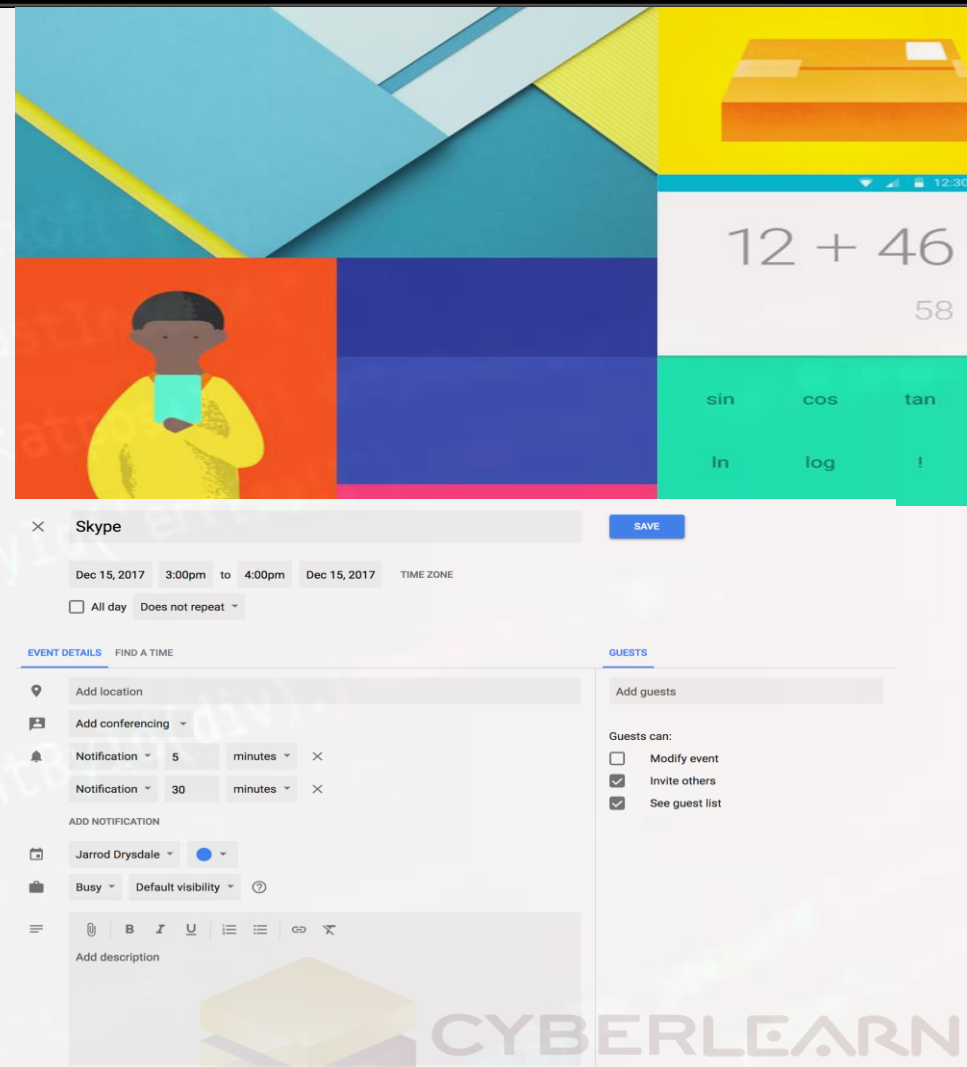 12:30
12 + 46
58
sin cos tan
ln log !
Skype SAVE
Dec 15, 2017 3:00pm to 4:00pm Dec 15, 2017 TIME ZONE
All day Does not repeat
EVENT DETAILS FIND A TIME
GUESTS
Add location
Add guests
Add conferencing
Guests can:
Notification 5 minutes
Modify event
Notification 30 minutes
Invite others
See guest list
ADD NOTIFICATION
Jarrod Drysdale
Busy Default visibility
B I U
Add description
CYBERLEARN